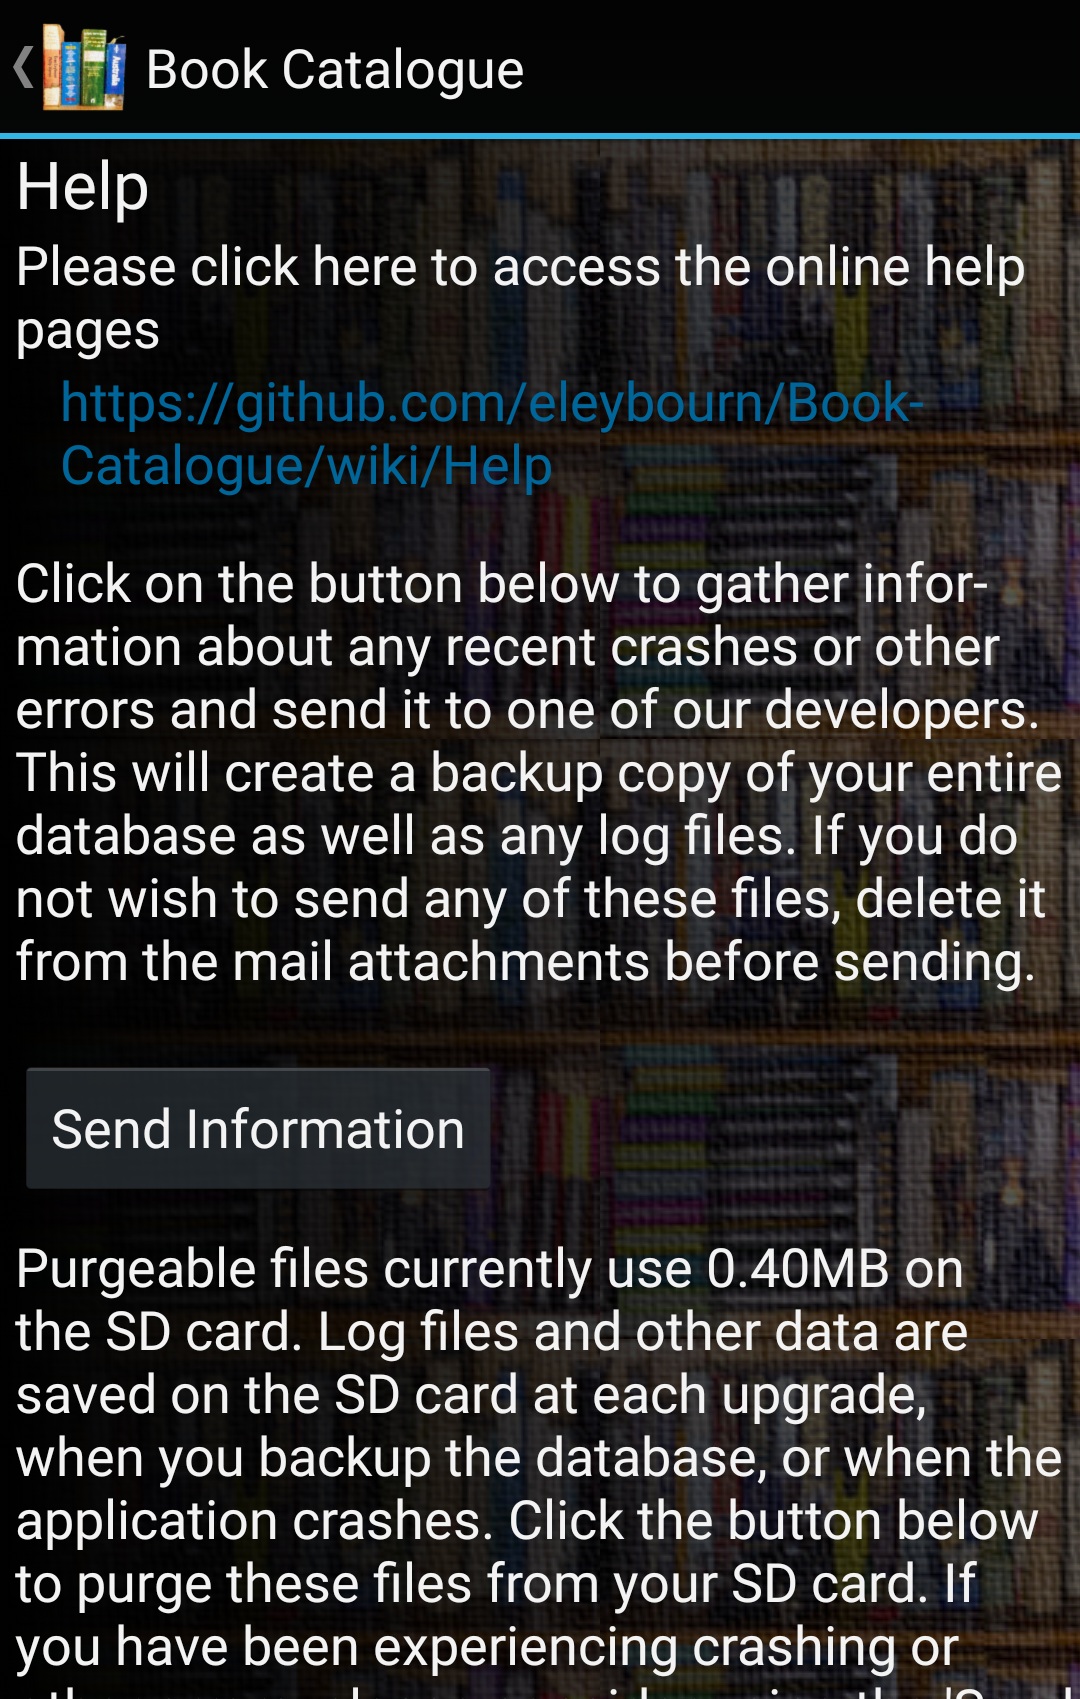 Book Catalogue
Help
Please click here to access the online help
pages
https://github.com/eleybourn/Book-
Catalogue/wiki/Help
Click on the button below to gather infor-
mation about any recent crashes or other
errors and send it to one of our developers.
This will create a backup copy of your entire
database as well as any log files. If you do
not wish to send any of these files, delete it
from the mail attachments before sending.
Send Information
Purgeable files currently use 0.40MB on
the SD card. Log files and other data are
saved on the SD card at each upgrade,
when you backup the database, or when the
application crashes. Click the button below
to purge these files from your SD card. If
you have been experiencing crashing or